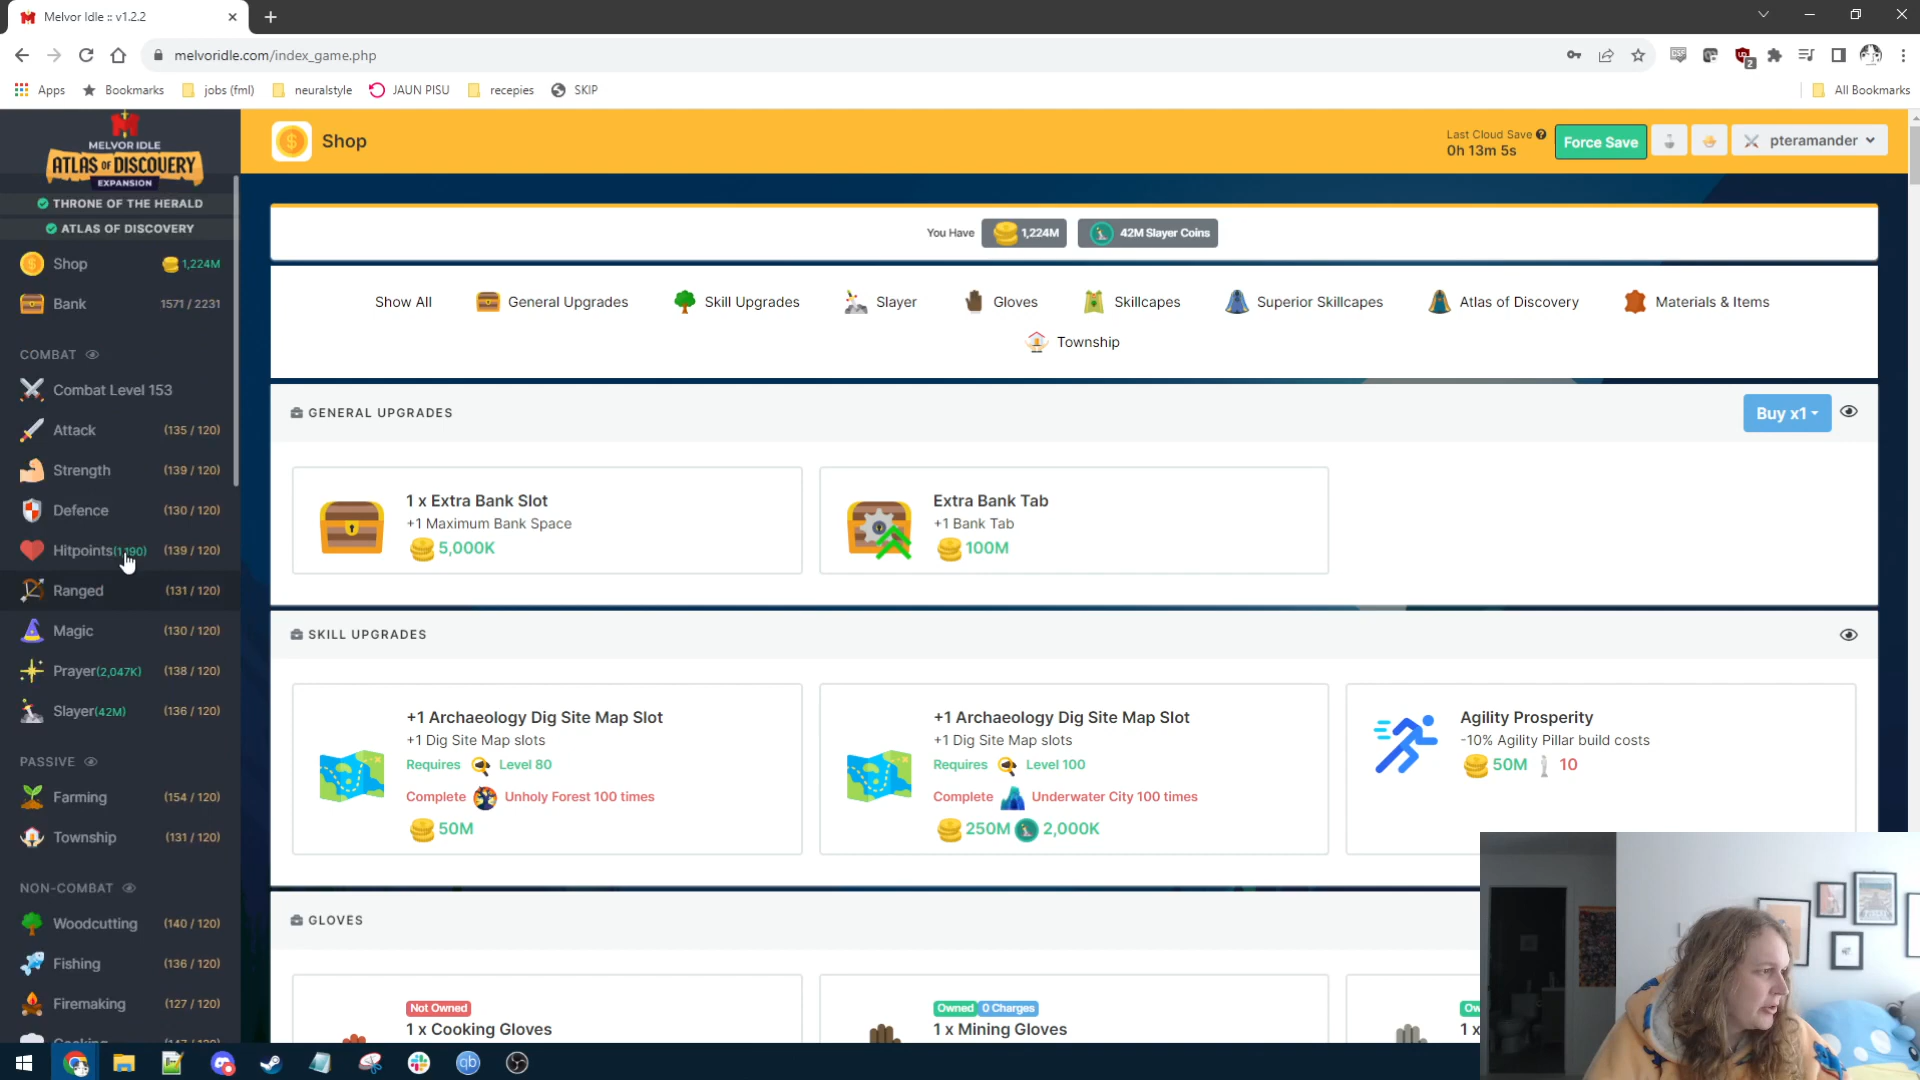 Melvor Idle :: v1.2.2
melvoridle.com/index_game.php
2
Apps
Bookmarks
jobs (fml)
neuralstyle
JAUN PISU
recepies
SKIP
All Bookmarks
MELVOR IDLE
ATLAS OF DISCOVERY
EXPANSION
THRONE OF THE HERALD
ATLAS OF DISCOVERY
Shop 1,224M
Bank 1571 / 2231
COMBAT
Combat Level 153
Attack (135 / 120)
Strength (139 / 120)
Defence (130 / 120)
Hitpoints(1,190) (139 / 120)
Ranged (131 / 120)
Magic (130 / 120)
Prayer(2,047K) (138 / 120)
Slayer(42M) (136 / 120)
PASSIVE
Farming (154 / 120)
Township (131 / 120)
NON-COMBAT
Woodcutting (140 / 120)
Fishing (136 / 120)
Firemaking (127 / 120)
Shop
Last Cloud Save
0h 13m 5s
Force Save
pteramander
You Have 1,224M 42M Slayer Coins
Show All General Upgrades Skill Upgrades Slayer Gloves Skillcapes Superior Skillcapes Atlas of Discovery Materials & Items
Township
GENERAL UPGRADES
Buy x1
1 x Extra Bank Slot
+1 Maximum Bank Space
5,000K
Extra Bank Tab
+1 Bank Tab
100M
SKILL UPGRADES
+1 Archaeology Dig Site Map Slot
+1 Dig Site Map slots
Requires Level 80
Complete Unholy Forest 100 times
50M
+1 Archaeology Dig Site Map Slot
+1 Dig Site Map slots
Requires Level 100
Complete Underwater City 100 times
250M 2,000K
Agility Prosperity
-10% Agility Pillar build costs
50M 10
GLOVES
Not Owned
1 x Cooking Gloves
Owned 0 Charges
1 x Mining Gloves
Ow
1 x
qb